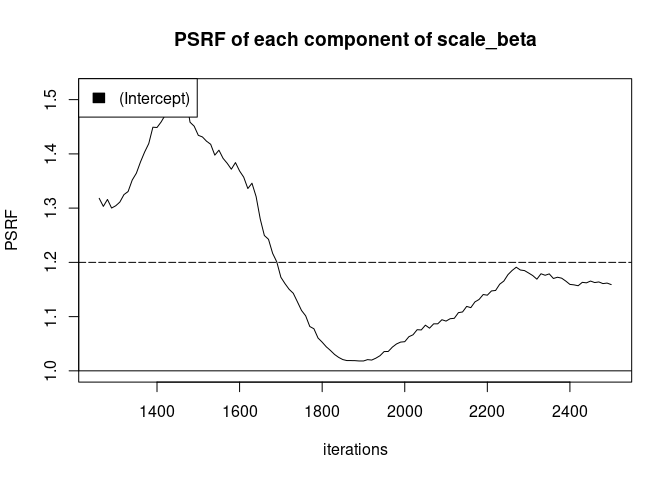 PSRF of each component of scale_beta
(Intercept)
PSRF
1.5
1.4
1.3
1.2
1.1
1.0
1400 1600 1800 2000 2200 2400
iterations